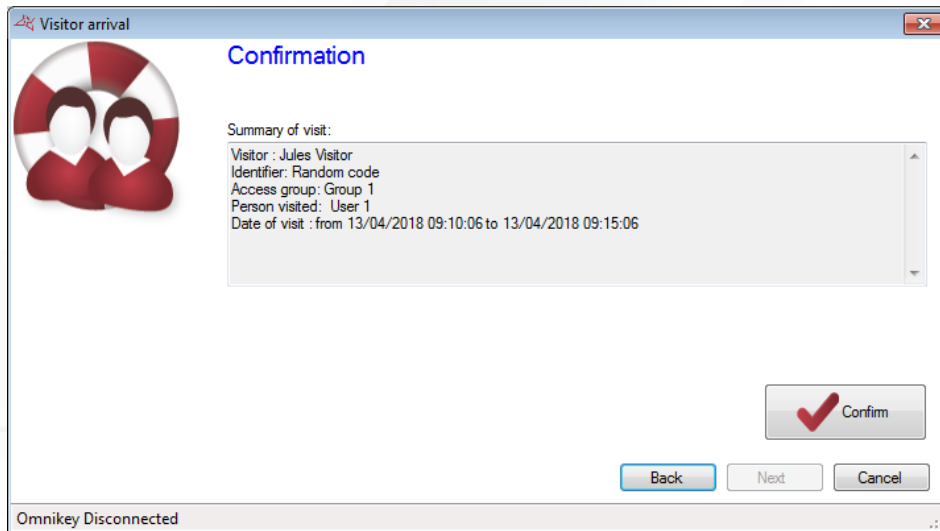 Visitor arrival
Confirmation
Summary of visit:
Visitor : Jules Visitor
Identifier: Random code
Access group: Group 1
Person visited:  User 1
Date of visit : from 13/04/2018 09:10:06 to 13/04/2018 09:15:06
Confirm
Back Next Cancel
Omnikey Disconnected